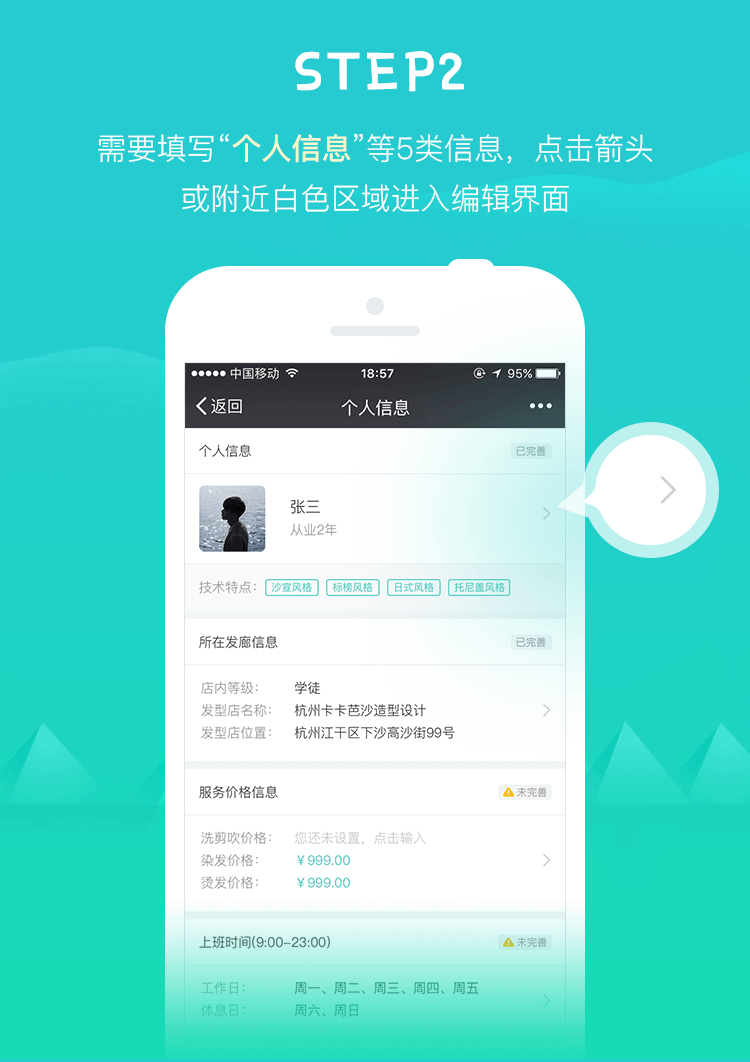 STEP2
需要填写“个人信息”等5类信息，点击箭头
或附近白色区域进入编辑界面
中国移动 18:57 95%
返回 个人信息
个人信息 已完善
张三
从业2年
技术特点： 沙宣风格 标榜风格 日式风格 托尼盖风格
所在发廊信息 已完善
店内等级： 学徒
发型店名称： 杭州卡卡芭沙造型设计
发型店位置： 杭州江干区下沙高沙街99号
服务价格信息 未完善
洗剪吹价格： 您还未设置，点击输入
染发价格： ￥999.00
烫发价格： ￥999.00
上班时间(9:00-23:00) 未完善
工作日： 周一、周二、周三、周四、周五
休息日： 周六、周日